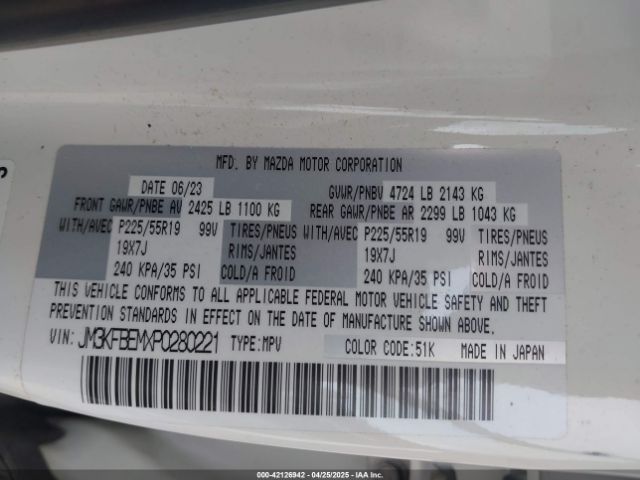 MFD. BY MAZDA MOTOR CORPORATION
DATE 06/23 GVWR/PNBV 4724 LB 2143 KG
FRONT GAWR/PNBE AV 2425 LB 1100 KG REAR GAWR/PNBE AR 2299 LB 1043 KG
WITH/AVEC P225/55R19 99V TIRES/PNEUS WITH/AVEC P225/55R19 99V TIRES/PNEUS
19X7J RIMS/JANTES 19X7J RIMS/JANTES
240 KPA/35 PSI COLD/A FROID 240 KPA/35 PSI COLD/A FROID
THIS VEHICLE CONFORMS TO ALL APPLICABLE FEDERAL MOTOR VEHICLE SAFETY AND THEFT
PREVENTION STANDARDS IN EFFECT ON THE DATE OF MANUFACTURE SHOWN ABOVE.
VIN: JM3KFBEMXP0280221 TYPE:MPV COLOR CODE:51K MADE IN JAPAN
000-42126942 - 04/25/2025 - IAA Inc.